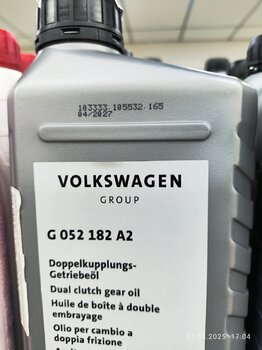 103333 105532 165
04/2027
VOLKSWAGEN
GROUP
G 052 182 A2
Doppelkupplungs-
Getriebeöl
Dual clutch gear oil
Huile de boîte à double
embrayage
Olio per cambio a
doppia frizione